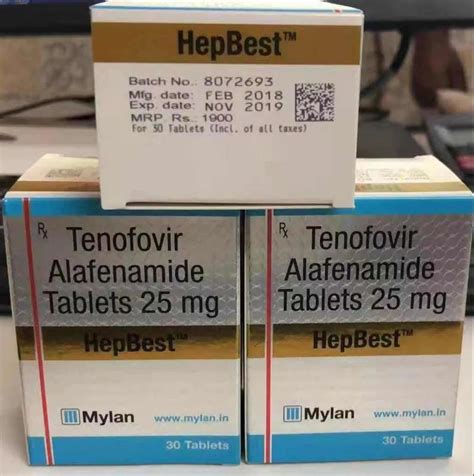 HepBest™
Batch No.: 8072693
Mfg. date: FEB 2018
Exp. date: NOV 2019
MRP. Rs.: 1900
for 30 Tablets (Incl. of all taxes)
Rx Tenofovir
Alafenamide
Tablets 25 mg
HepBest™
Mylan www.mylan.in
30 Tablets
Rx Tenofovir
Alafenamide
Tablets 25 mg
HepBest™
Mylan www.mylan.in
30 Tablets